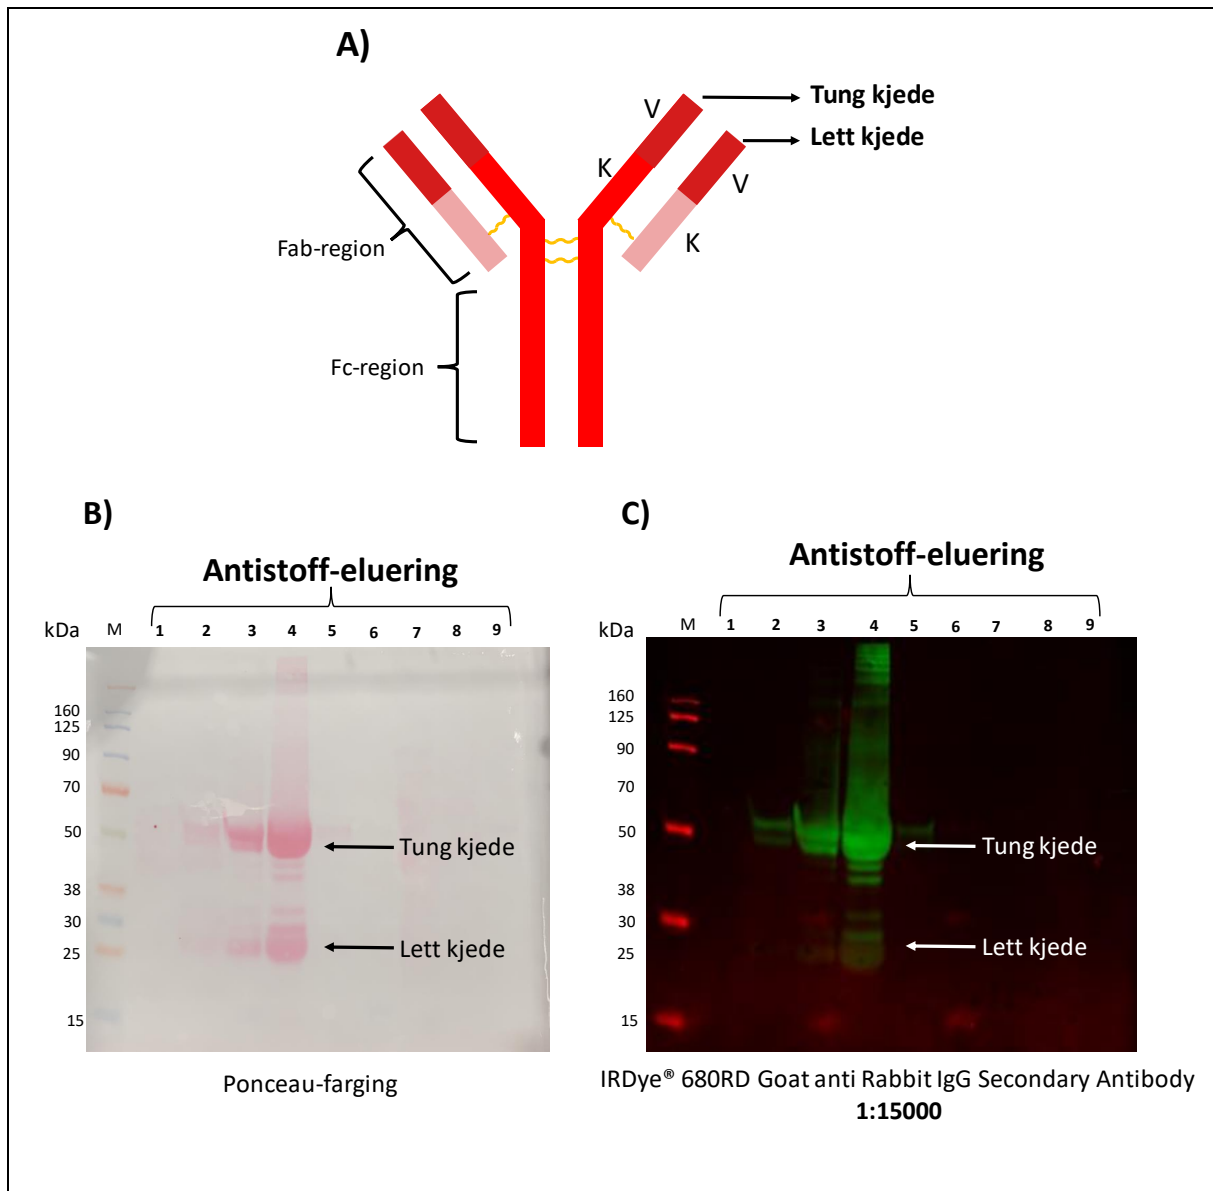 A)
V
Tung kjede
Lett kjede
K
V
K
Fab-region
Fc-region
B)
Antistoff-eluering
kDa M 1 2 3 4 5 6 7 8 9
160
125
90
70
50
38
30
25
15
Tung kjede
Lett kjede
Ponceau-farging
C)
Antistoff-eluering
kDa M 1 2 3 4 5 6 7 8 9
160
125
90
70
50
38
30
25
15
Tung kjede
Lett kjede
IRDye® 680RD Goat anti Rabbit IgG Secondary Antibody
1:15000